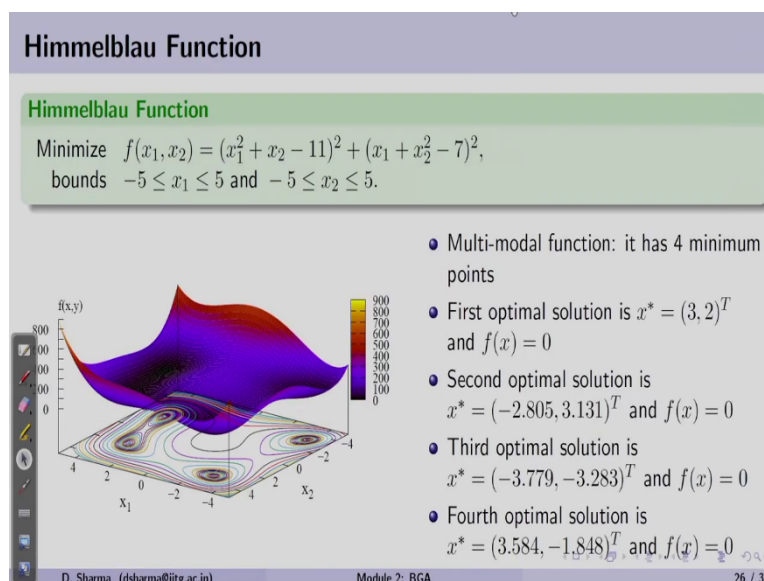 Himmelblau Function
Himmelblau Function
Minimize f(x₁, x₂) = (x₁² + x₂ − 11)² + (x₁ + x₂² − 7)²,
bounds −5 ≤ x₁ ≤ 5 and − 5 ≤ x₂ ≤ 5.
• Multi-modal function: it has 4 minimum
points
• First optimal solution is x* = (3, 2)ᵀ
and f(x) = 0
• Second optimal solution is
x* = (−2.805, 3.131)ᵀ and f(x) = 0
• Third optimal solution is
x* = (−3.779, −3.283)ᵀ and f(x) = 0
• Fourth optimal solution is
x* = (3.584, −1.848)ᵀ and f(x) = 0
f(x,y)
800
0
900
800
700
600
500
400
300
200
100
0
4
2
0
−2
−4
x₁
4
2
0
−2
−4
x₂
D. Sharma (dsharma@iitg.ac.in)
Module 2: BGA
26 / 3